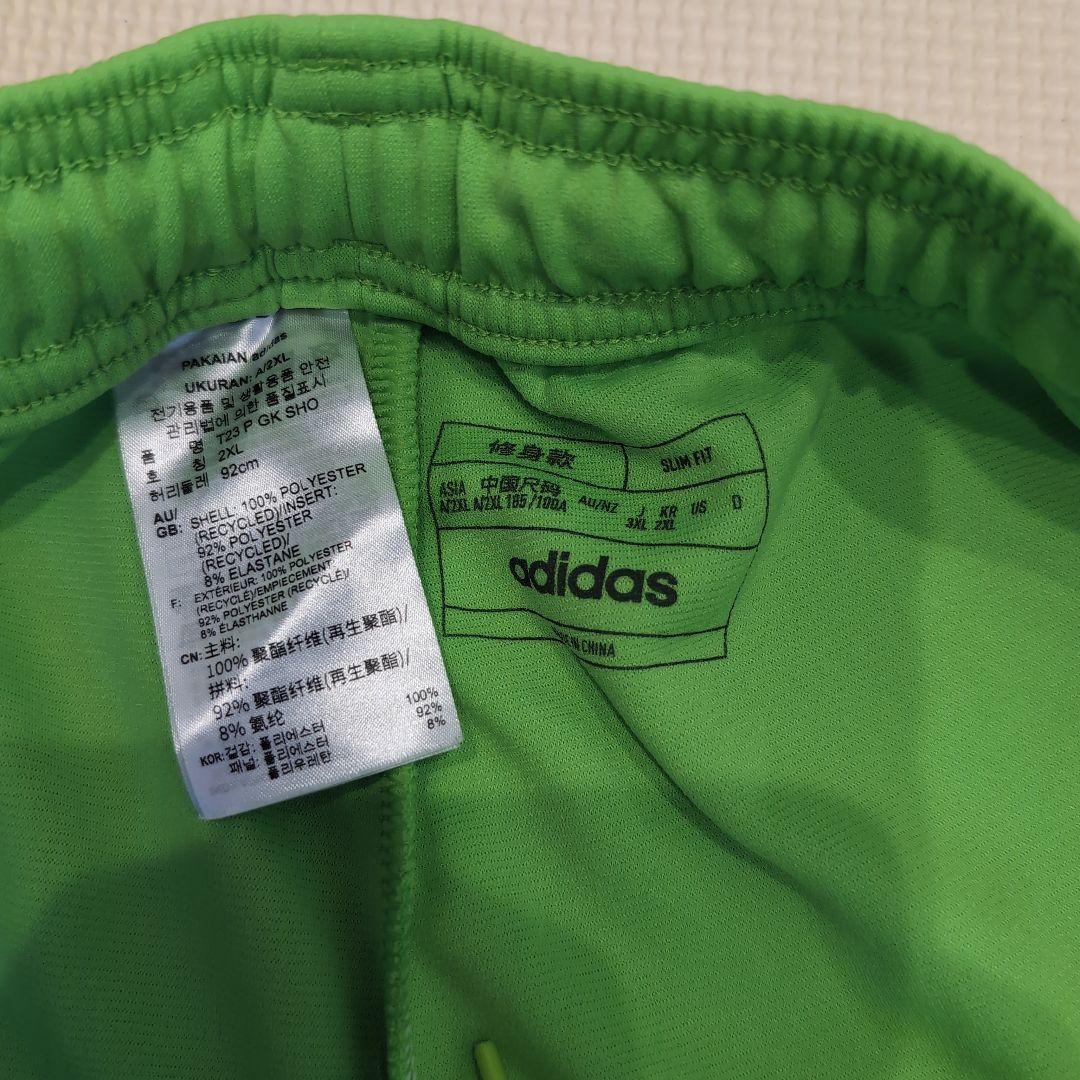 PAKAIAN adidas
UKURAN: A/2XL
전기용품 및 생활용품 안전
관리법에 의한 품질표시
품 명 T23 P GK SHO
호 칭 2XL
허리둘레 92cm
AU/
GB: SHELL: 100% POLYESTER
(RECYCLED)/INSERT:
92% POLYESTER
(RECYCLED)/
8% ELASTANE
F: EXTÉRIEUR: 100% POLYESTER
(RECYCLÉ)/EMPIECEMENT:
92% POLYESTER (RECYCLÉ)/
8% ÉLASTHANNE
CN: 主料:
100% 聚酯纤维(再生聚酯)/
拼料:
92% 聚酯纤维(再生聚酯)/
8% 氨纶
KOR: 겉감: 폴리에스터 100%
패널: 폴리에스터 92%
폴리우레탄 8%
修身款 SLIM FIT
ASIA 中国尺码 AU/NZ J KR US D
A/2XL A/2XL 185/100A 3XL 2XL
adidas
IN CHINA